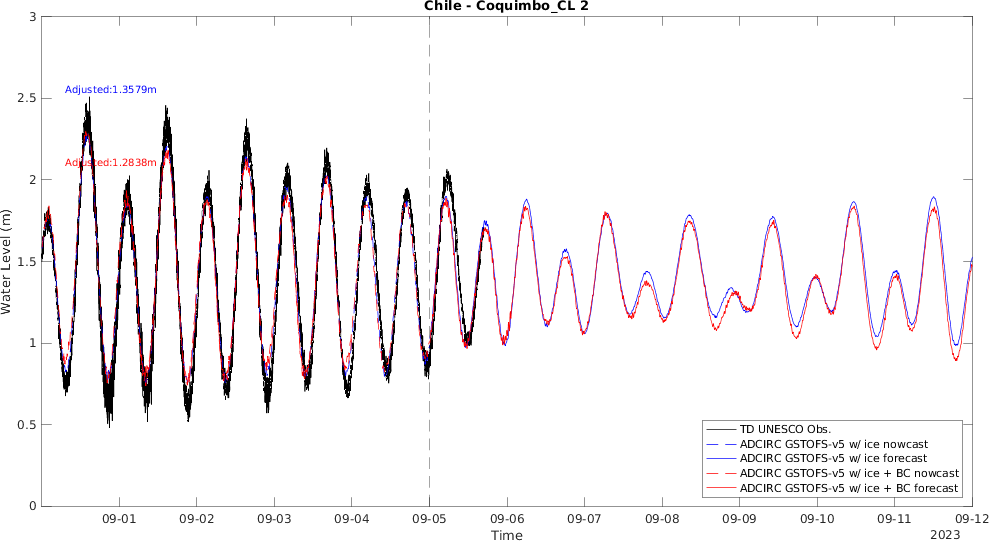 Chile - Coquimbo_CL 2
Water Level (m)
3
2.5
2
1.5
1
0.5
0
Adjusted:1.3579m
Adjusted:1.2838m
TD UNESCO Obs.
ADCIRC GSTOFS-v5 w/ ice nowcast
ADCIRC GSTOFS-v5 w/ ice forecast
ADCIRC GSTOFS-v5 w/ ice + BC nowcast
ADCIRC GSTOFS-v5 w/ ice + BC forecast
09-01 09-02 09-03 09-04 09-05 09-06 09-07 09-08 09-09 09-10 09-11 09-12
Time
2023